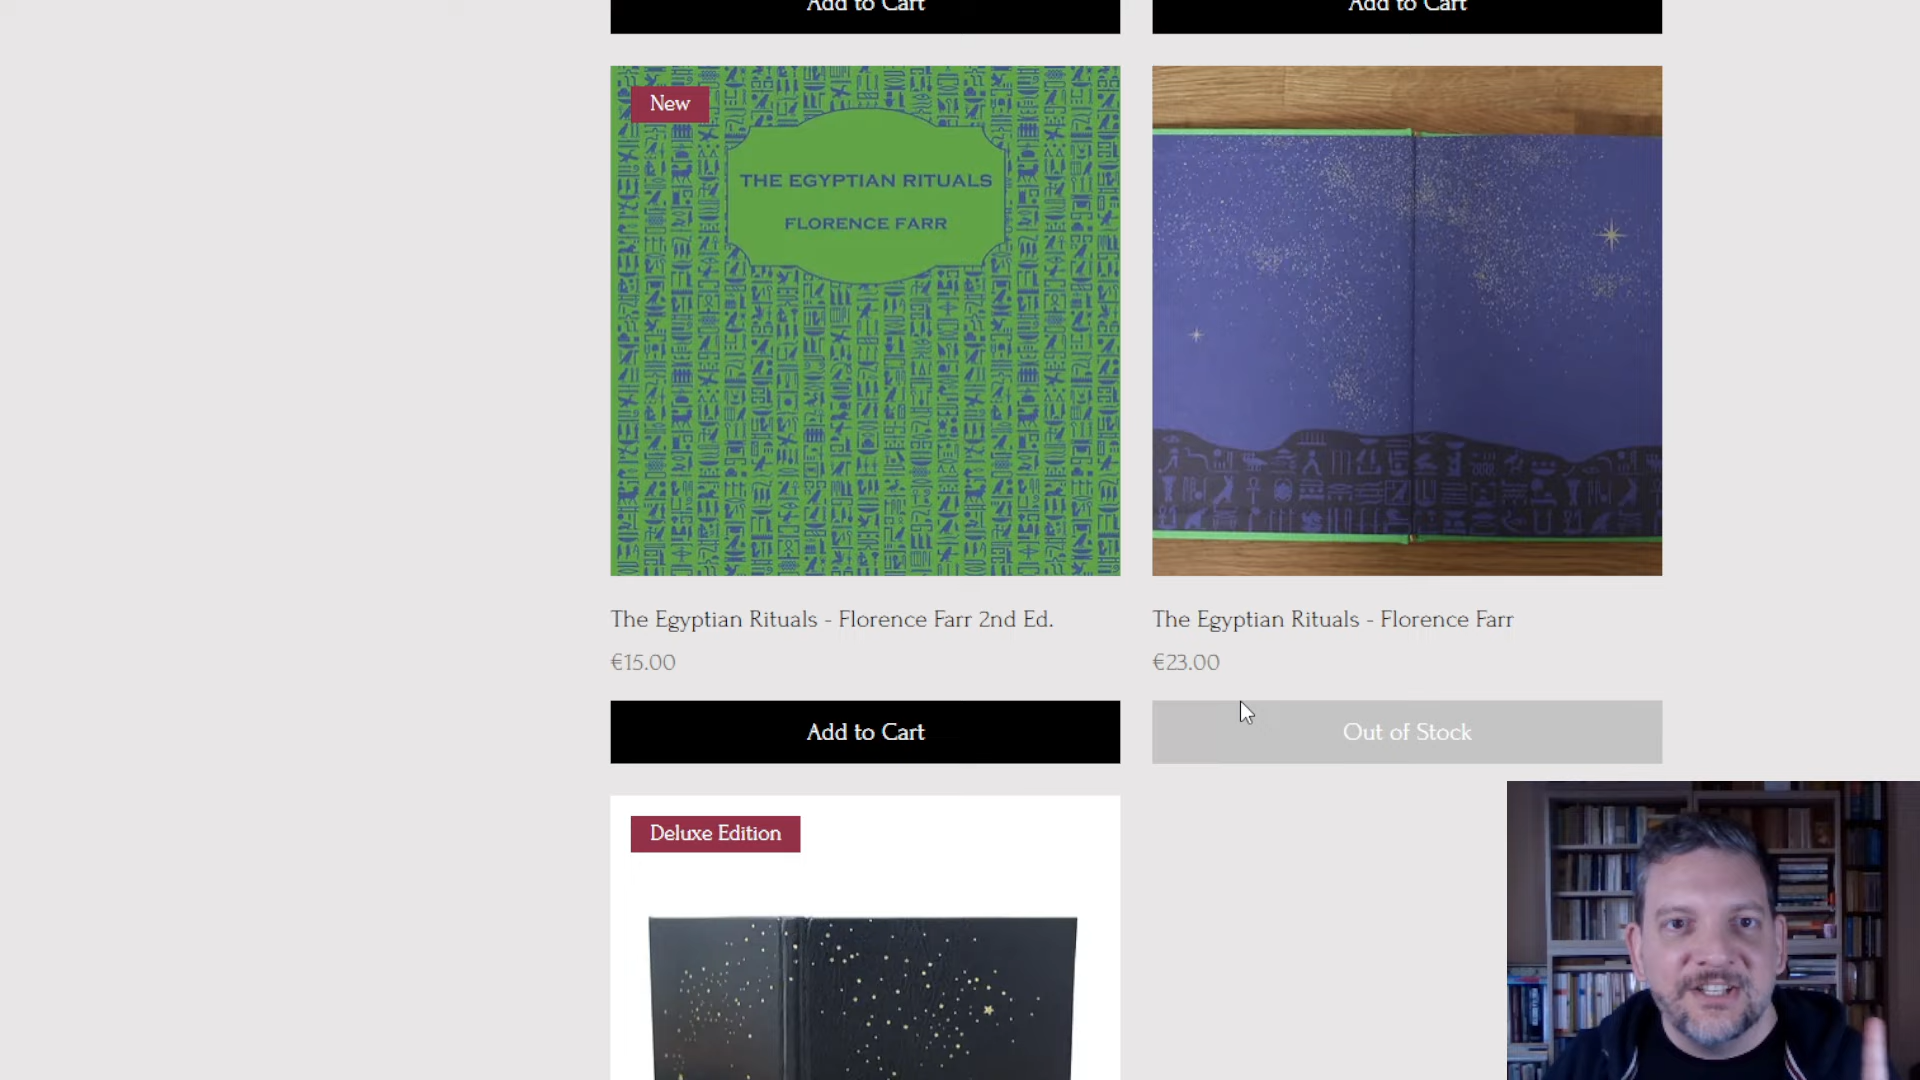 Add to Cart
Add to Cart
New
THE EGYPTIAN RITUALS
FLORENCE FARR
The Egyptian Rituals - Florence Farr 2nd Ed.
€15.00
Add to Cart
The Egyptian Rituals - Florence Farr
€23.00
Out of Stock
Deluxe Edition